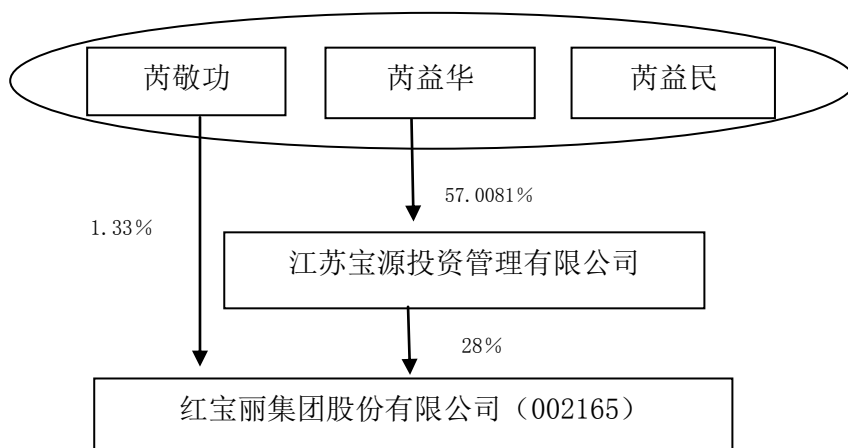 芮敬功
芮益华
芮益民
57.0081%
1.33%
江苏宝源投资管理有限公司
28%
红宝丽集团股份有限公司（002165）